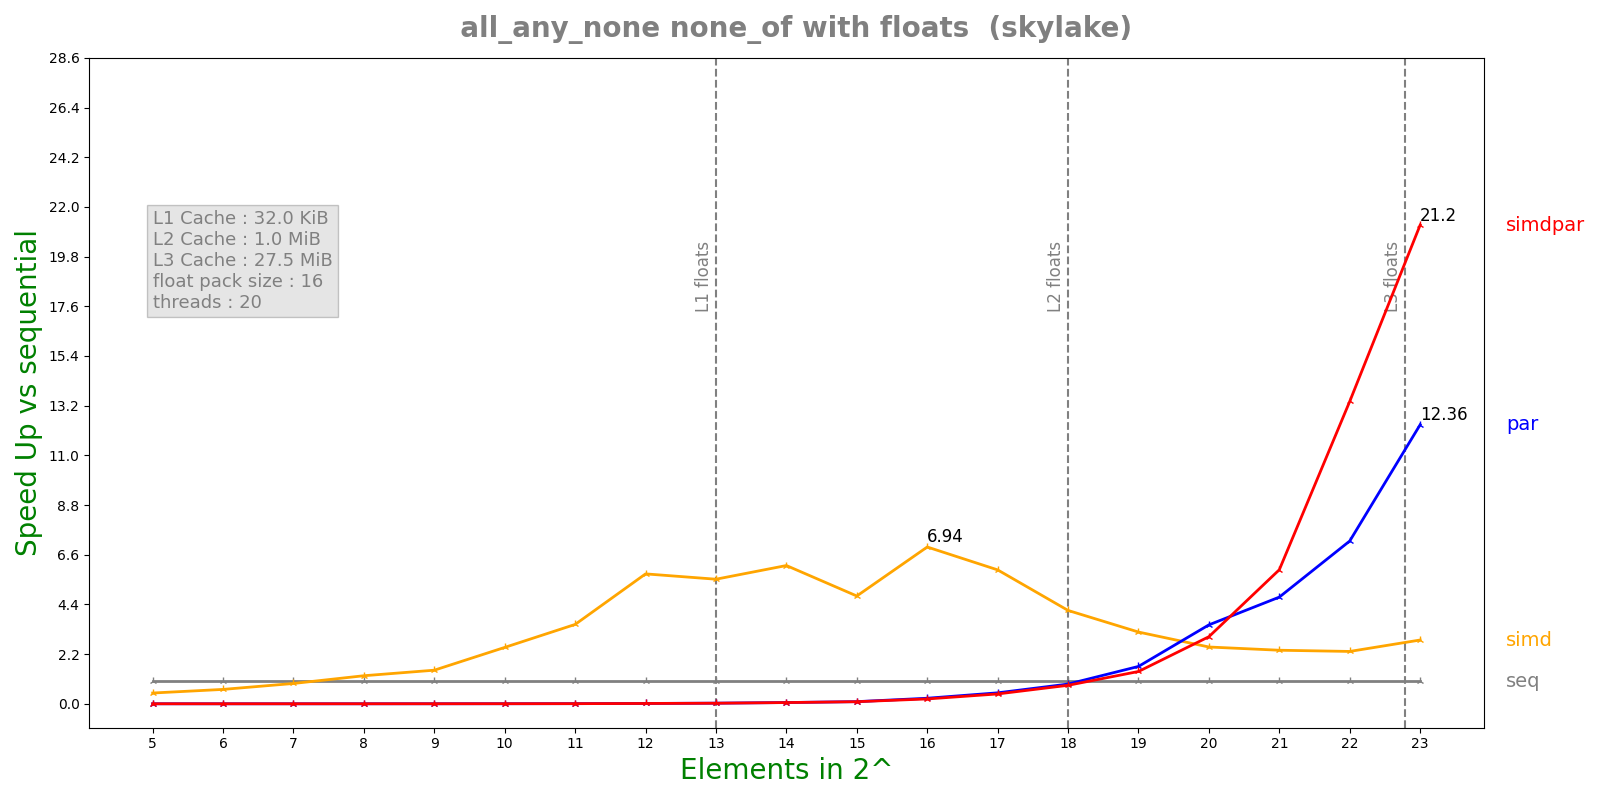 all_any_none none_of with floats  (skylake)
Speed Up vs sequential
28.6
26.4
24.2
22.0
19.8
17.6
15.4
13.2
11.0
8.8
6.6
4.4
2.2
0.0
L1 Cache : 32.0 KiB
L2 Cache : 1.0 MiB
L3 Cache : 27.5 MiB
float pack size : 16
threads : 20
L1 floats
L2 floats
L3 floats
6.94
21.2
12.36
simdpar
par
simd
seq
5 6 7 8 9 10 11 12 13 14 15 16 17 18 19 20 21 22 23
Elements in 2^